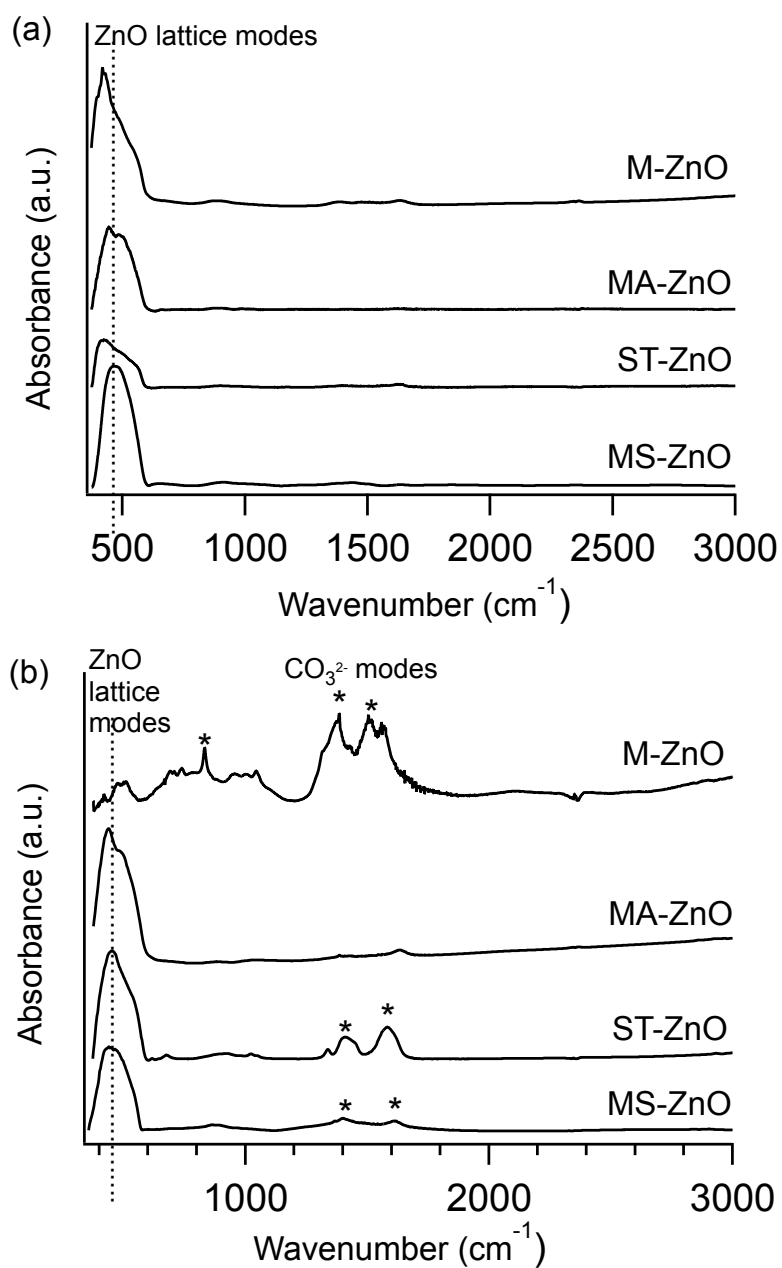 (a)
ZnO lattice modes
M-ZnO
MA-ZnO
ST-ZnO
MS-ZnO
Absorbance (a.u.)
500 1000 1500 2000 2500 3000
Wavenumber (cm⁻¹)
(b)
ZnO
lattice
modes
CO₃²⁻ modes
* * *
M-ZnO
MA-ZnO
* *
ST-ZnO
* *
MS-ZnO
Absorbance (a.u.)
1000 2000 3000
Wavenumber (cm⁻¹)